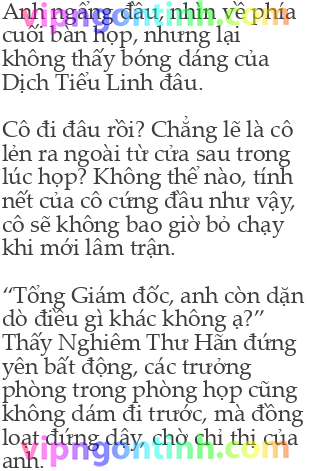 Anh ngẩng đầu, nhìn về phía
cuối bàn họp, nhưng lại
không thấy bóng dáng của
Dịch Tiểu Linh đâu.
Cô đi đâu rồi? Chẳng lẽ là cô
lẻn ra ngoài từ cửa sau trong
lúc họp? Không thể nào, tính
nết của cô cứng đầu như vậy,
cô sẽ không bao giờ bỏ chạy
khi mới lâm trận.
“Tổng Giám đốc, anh còn dặn
dò điều gì khác không ạ?”
Thấy Nghiêm Thư Hãn đứng
yên bất động, các trưởng
phòng trong phòng họp cũng
không dám đi trước, mà đồng
loạt đứng dậy, chờ chỉ thị của
anh.
vipngontinh.com
vipngontinh.com